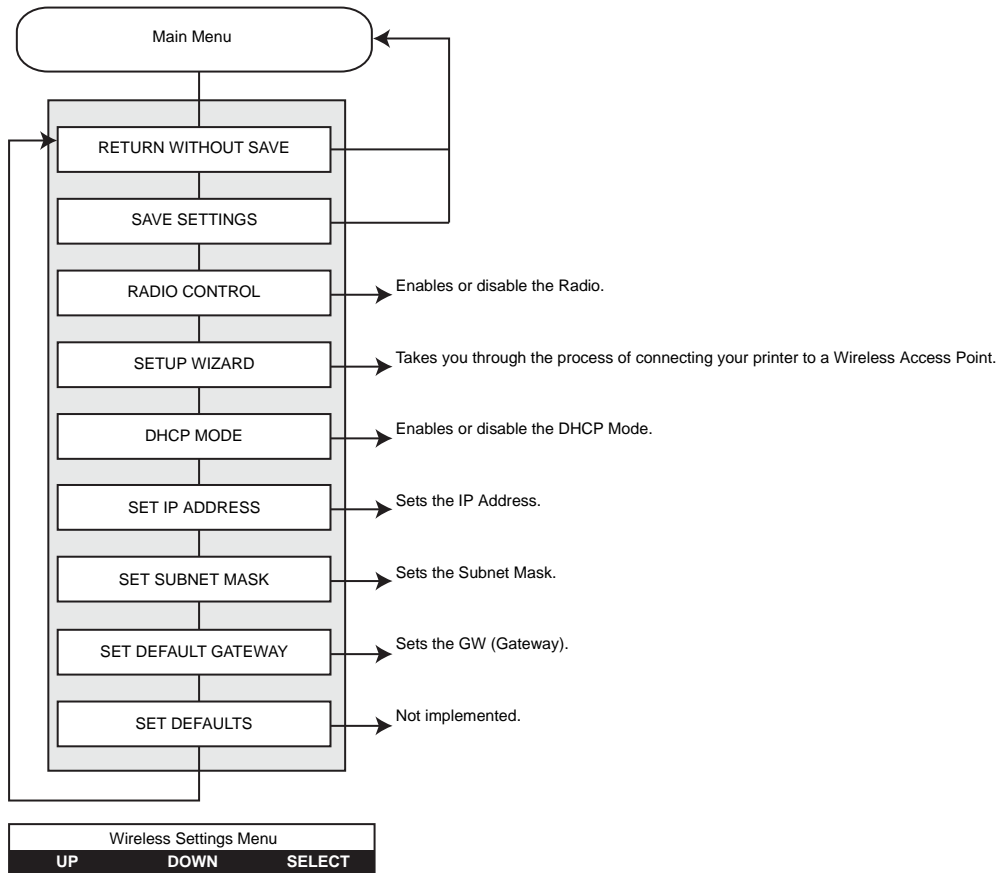 Main Menu
RETURN WITHOUT SAVE
SAVE SETTINGS
RADIO CONTROL
Enables or disable the Radio.
SETUP WIZARD
Takes you through the process of connecting your printer to a Wireless Access Point.
DHCP MODE
Enables or disable the DHCP Mode.
SET IP ADDRESS
Sets the IP Address.
SET SUBNET MASK
Sets the Subnet Mask.
SET DEFAULT GATEWAY
Sets the GW (Gateway).
SET DEFAULTS
Not implemented.
Wireless Settings Menu
UP DOWN SELECT